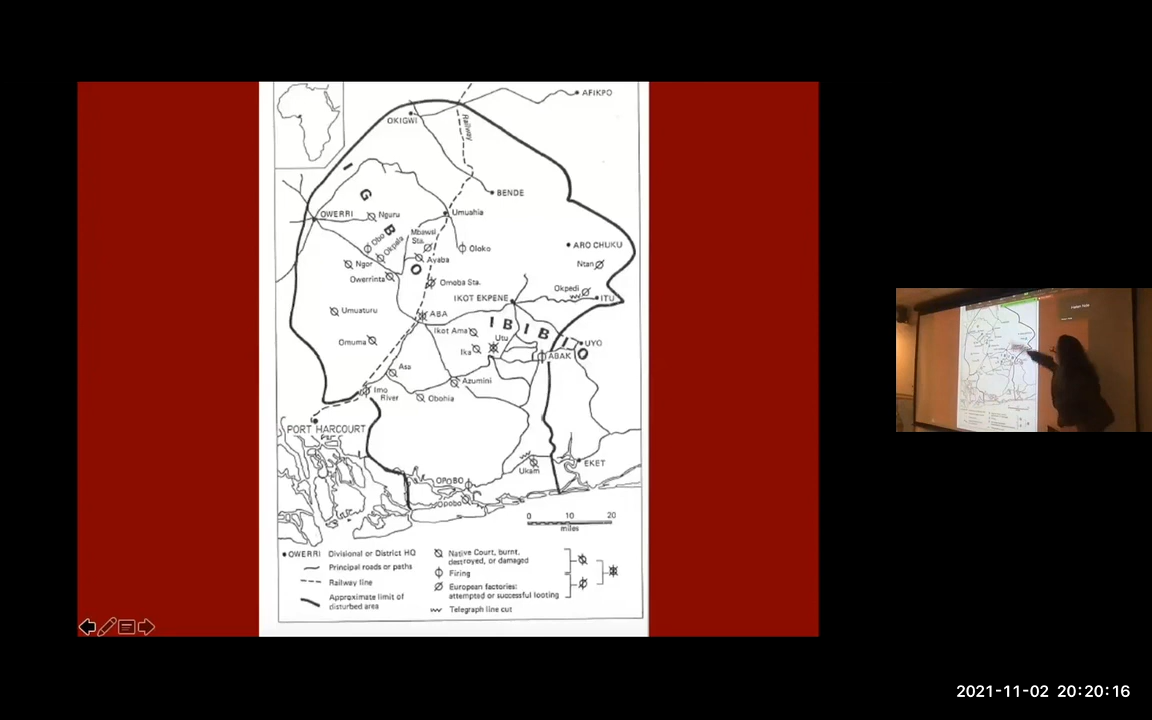 AFIKPO
OKIGWI
Railway
BENDE
I G B O
OWERRI
Nguru
Umuahia
Obo
Okpala
Mbawsi
Sta.
Oloko
ARO CHUKU
Ngor
Ayaba
Ntan
Owerrinta
Omoba Sta.
Okpedi
IKOT EKPENE
ITU
Umuaturu
ABA
IBIBIO
Ikot Ama
Utu
UYO
Omuma
Ika
ABAK
Asa
Azumini
Imo
River
Obohia
PORT HARCOURT
EKET
Ukam
OPOBO
Opobo
0 10 20
miles
OWERRI Divisional or District HQ
Principal roads or paths
Railway line
Approximate limit of
disturbed area
Native Court, burnt,
destroyed, or damaged
Firing
European factories:
attempted or successful looting
Telegraph line cut
2021-11-02 20:20:16